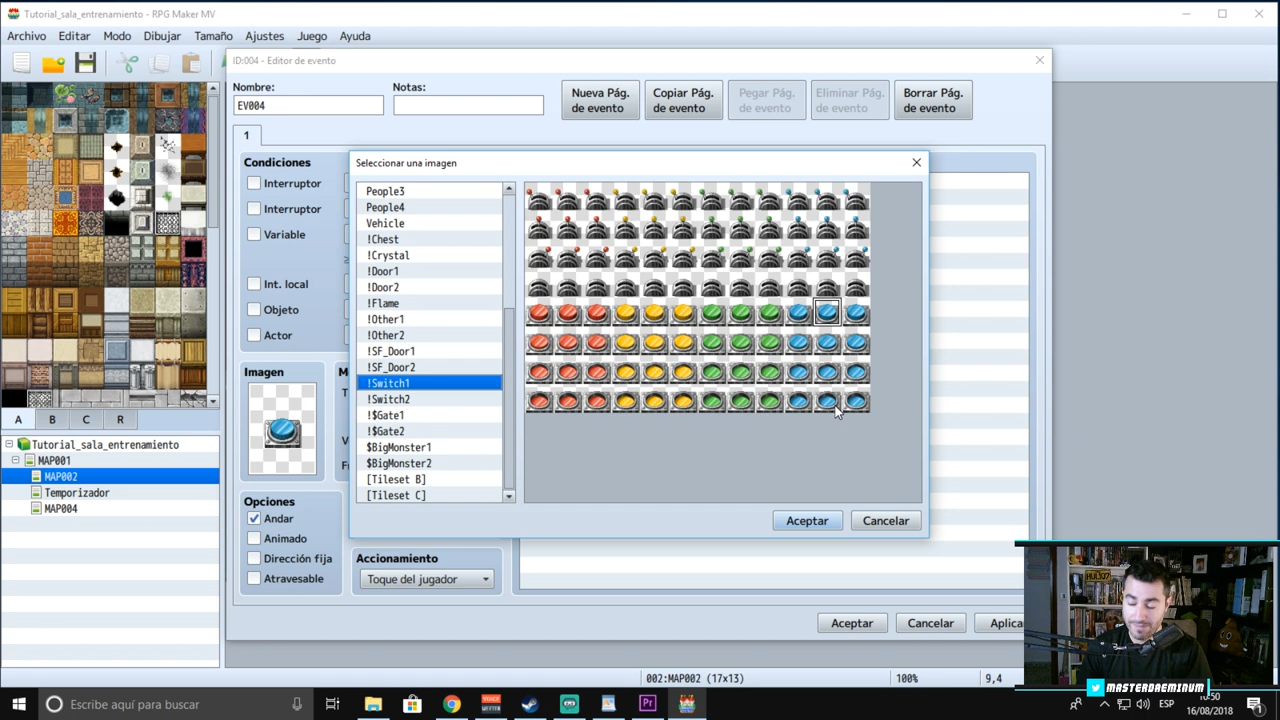 Tutorial_sala_entrenamiento - RPG Maker MV
Archivo Editar Modo Dibujar Tamaño Ajustes Juego Ayuda
ID:004 - Editor de evento
Nombre: Notas:
EV004
Nueva Pág. de evento
Copiar Pág. de evento
Pegar Pág. de evento
Eliminar Pág. de evento
Borrar Pág. de evento
1
Condiciones
Interruptor
Interruptor
Variable
Int. local
Objeto
Actor
Imagen
Opciones
Andar
Animado
Dirección fija
Atravesable
Accionamiento
Toque del jugador
Seleccionar una imagen
People3
People4
Vehicle
!Chest
!Crystal
!Door1
!Door2
!Flame
!Other1
!Other2
!SF_Door1
!SF_Door2
!Switch1
!Switch2
!$Gate1
!$Gate2
$BigMonster1
$BigMonster2
[Tileset B]
[Tileset C]
Aceptar Cancelar
Aceptar Cancelar Aplica
A B C R
Tutorial_sala_entrenamiento
MAP001
MAP002
Temporizador
MAP004
002:MAP002 (17x13) 100% 9,4
HULJO7
MASTERDAEMINUM
Escribe aquí para buscar
ESP
16/08/2018